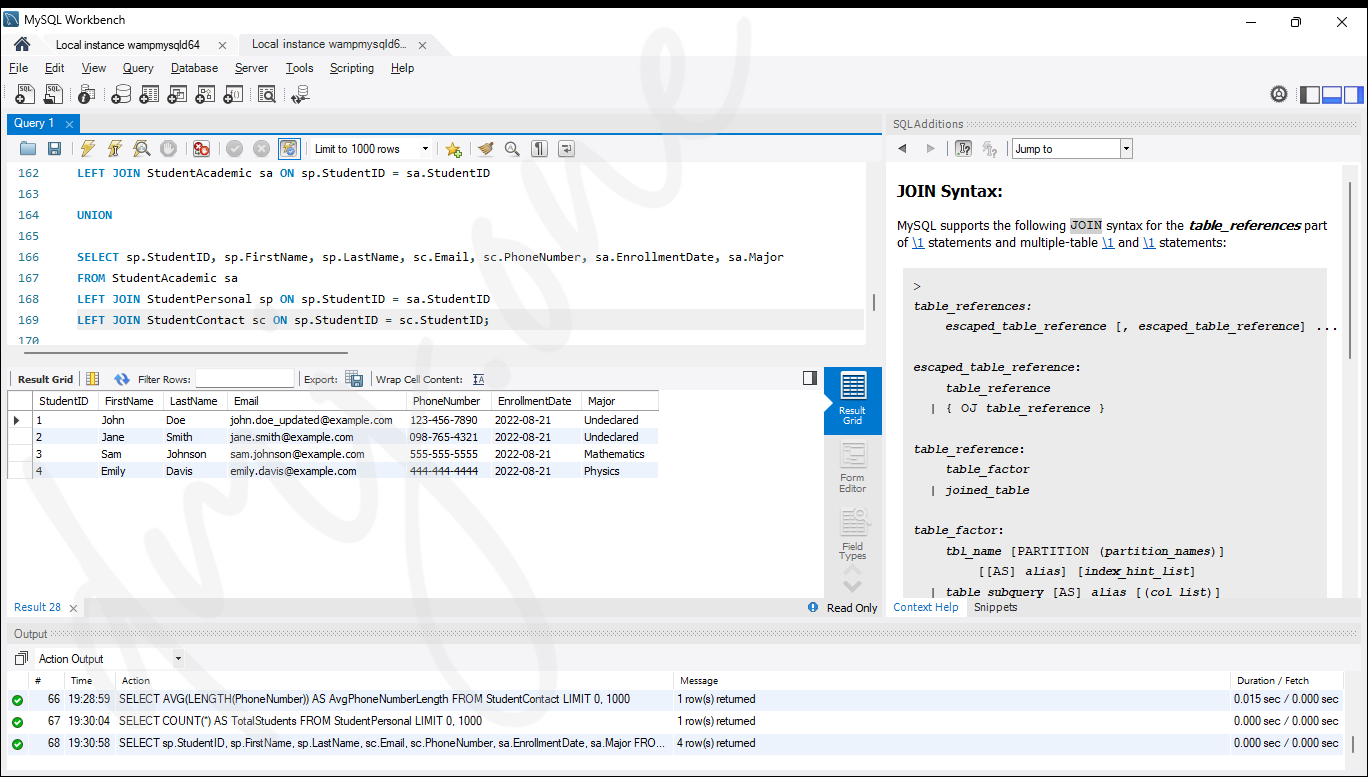 MySQL Workbench
Local instance wampmysqld64
Local instance wampmysqld6...
File Edit View Query Database Server Tools Scripting Help
Query 1
SQLAdditions
Limit to 1000 rows
Jump to
162 LEFT JOIN StudentAcademic sa ON sp.StudentID = sa.StudentID
163
164 UNION
165
166 SELECT sp.StudentID, sp.FirstName, sp.LastName, sc.Email, sc.PhoneNumber, sa.EnrollmentDate, sa.Major
167 FROM StudentAcademic sa
168 LEFT JOIN StudentPersonal sp ON sp.StudentID = sa.StudentID
169 LEFT JOIN StudentContact sc ON sp.StudentID = sc.StudentID;
170
JOIN Syntax:
MySQL supports the following JOIN syntax for the table_references part
of \1 statements and multiple-table \1 and \1 statements:
>
table_references:
escaped_table_reference [, escaped_table_reference] ...
escaped_table_reference:
table_reference
| { OJ table_reference }
table_reference:
table_factor
| joined_table
table_factor:
tbl_name [PARTITION (partition_names)]
[[AS] alias] [index_hint_list]
| table_subquery [AS] alias [(col_list)]
Context Help Snippets
Result Grid Filter Rows: Export: Wrap Cell Content:
StudentID FirstName LastName Email PhoneNumber EnrollmentDate Major
1 John Doe john.doe_updated@example.com 123-456-7890 2022-08-21 Undeclared
2 Jane Smith jane.smith@example.com 098-765-4321 2022-08-21 Undeclared
3 Sam Johnson sam.johnson@example.com 555-555-5555 2022-08-21 Mathematics
4 Emily Davis emily.davis@example.com 444-444-4444 2022-08-21 Physics
Result
Grid
Form
Editor
Field
Types
Result 28
Read Only
Output
Action Output
# Time Action Message Duration / Fetch
66 19:28:59 SELECT AVG(LENGTH(PhoneNumber)) AS AvgPhoneNumberLength FROM StudentContact LIMIT 0, 1000 1 row(s) returned 0.015 sec / 0.000 sec
67 19:30:04 SELECT COUNT(*) AS TotalStudents FROM StudentPersonal LIMIT 0, 1000 1 row(s) returned 0.000 sec / 0.000 sec
68 19:30:58 SELECT sp.StudentID, sp.FirstName, sp.LastName, sc.Email, sc.PhoneNumber, sa.EnrollmentDate, sa.Major FRO... 4 row(s) returned 0.000 sec / 0.000 sec